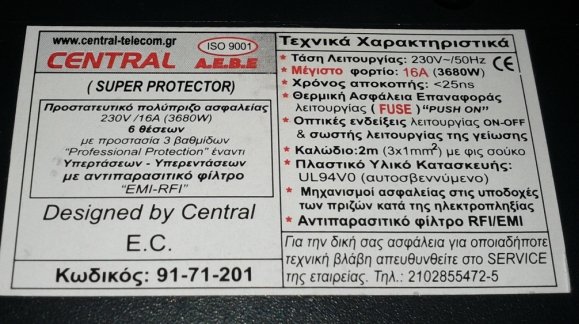 www.central-telecom.gr
ISO 9001
CENTRAL Α.Ε.Β.Ε
( SUPER PROTECTOR)
Προστατευτικό πολύπριζο ασφαλείας
230V /16A (3680W)
6 θέσεων
με προστασία 3 βαθμίδων
"Professional Protection" έναντι
Υπερτάσεων - Υπερεντάσεων
με αντιπαρασιτικό φίλτρο
"EMI-RFI"
Designed by Central
E.C.
Κωδικός: 91-71-201
Τεχνικά Χαρακτηριστικά
* Τάση Λειτουργίας: 230V~/50Hz CE
* Μέγιστο φορτίο: 16A (3680W)
* Χρόνος αποκοπής: <25ns
* Θερμική Ασφάλεια Επαναφοράς
λειτουργίας ( FUSE ) "PUSH ON"
* Οπτικές ενδείξεις λειτουργίας ON-OFF
& σωστής λειτουργίας της γείωσης
* Καλώδιο:2m (3x1mm²) με φις σούκο
* Πλαστικό Υλικό Κατασκευής:
UL94V0 (αυτοσβεννύμενο)
* Μηχανισμοί ασφαλείας στις υποδοχές
των πριζών κατά της ηλεκτροπληξίας
* Αντιπαρασιτικό φίλτρο RFI/EMI
Για την δική σας ασφάλεια για οποιαδήποτε
τεχνική βλάβη απευθυνθείτε στο SERVICE
της εταιρείας. Τηλ.: 2102855472-5